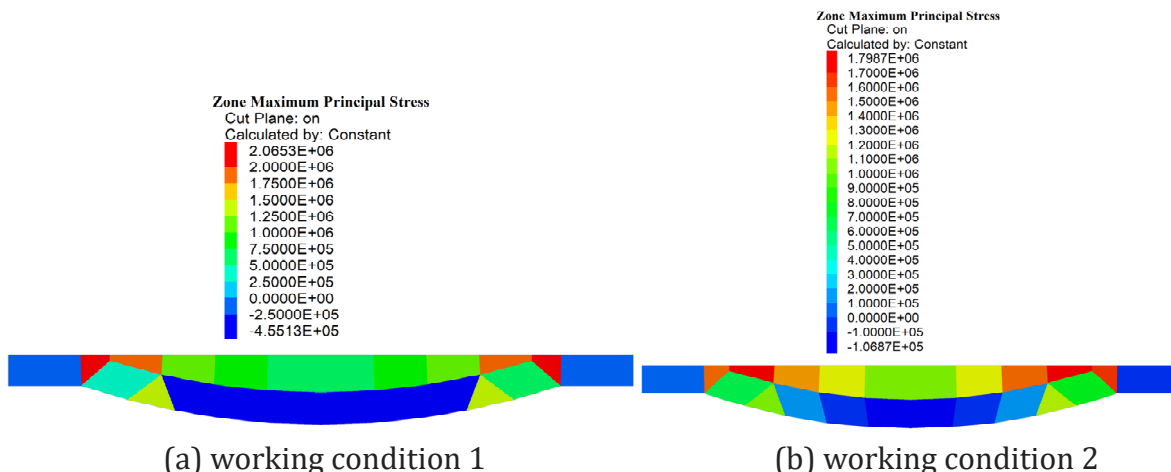 Zone Maximum Principal Stress
Cut Plane: on
Calculated by: Constant
2.0653E+06
2.0000E+06
1.7500E+06
1.5000E+06
1.2500E+06
1.0000E+06
7.5000E+05
5.0000E+05
2.5000E+05
0.0000E+00
-2.5000E+05
-4.5513E+05
(a) working condition 1
Zone Maximum Principal Stress
Cut Plane: on
Calculated by: Constant
1.7987E+06
1.7000E+06
1.6000E+06
1.5000E+06
1.4000E+06
1.3000E+06
1.2000E+06
1.1000E+06
1.0000E+06
9.0000E+05
8.0000E+05
7.0000E+05
6.0000E+05
5.0000E+05
4.0000E+05
3.0000E+05
2.0000E+05
1.0000E+05
0.0000E+00
-1.0000E+05
-1.0687E+05
(b) working condition 2